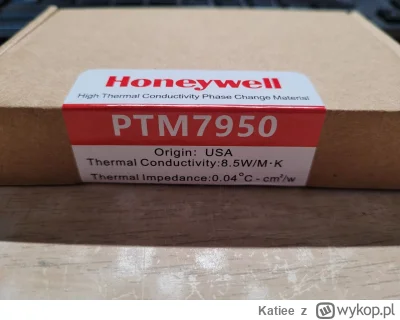 Honeywell
High Thermal Conductivity Phase Change Material
PTM7950
Origin: USA
Thermal Conductivity:8.5W/M·K
Thermal Impedance:0.04°C-cm²/w
Katiee z wykop.pl